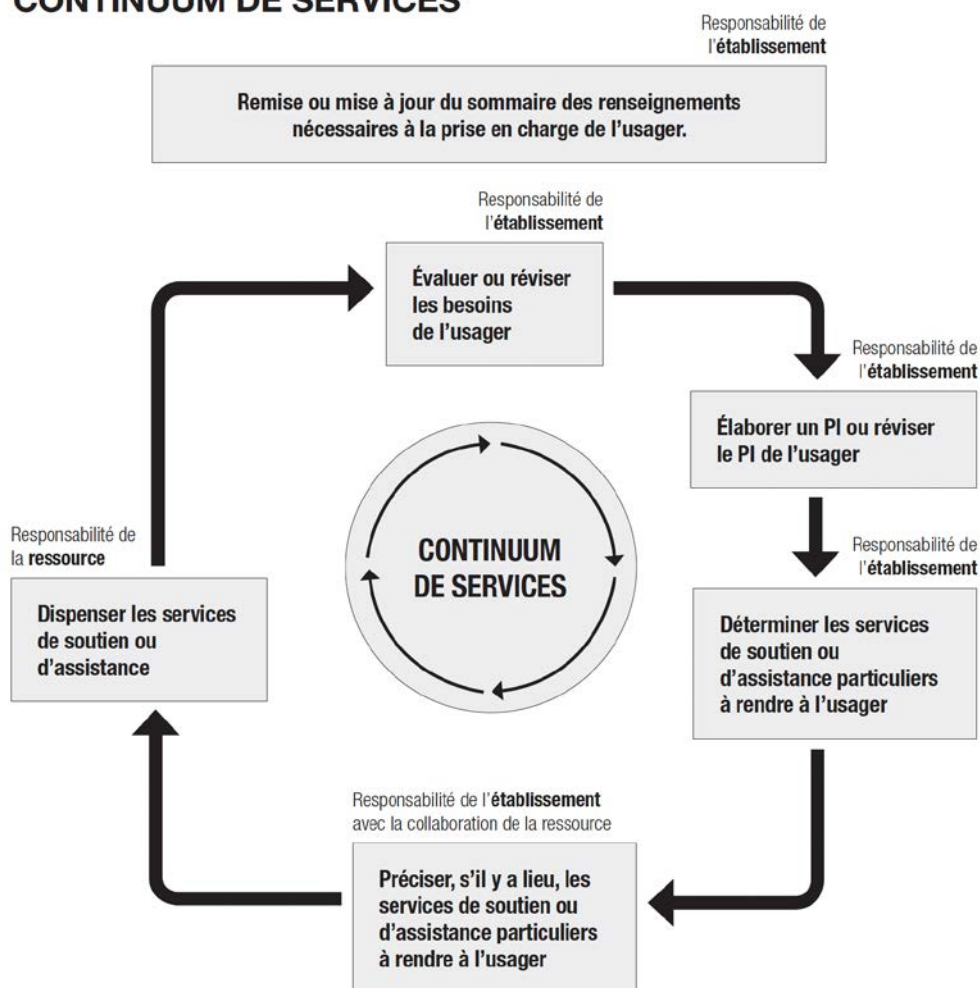 CONTINUUM DE SERVICES
Responsabilité de
l'établissement
Remise ou mise à jour du sommaire des renseignements
nécessaires à la prise en charge de l'usager.
Responsabilité de
l'établissement
Évaluer ou réviser
les besoins
de l'usager
Responsabilité de
l'établissement
Élaborer un PI ou réviser
le PI de l'usager
Responsabilité de
l'établissement
Déterminer les services
de soutien ou
d'assistance particuliers
à rendre à l'usager
Responsabilité de l'établissement
avec la collaboration de la ressource
Préciser, s'il y a lieu, les
services de soutien ou
d'assistance particuliers
à rendre à l'usager
Responsabilité de
la ressource
Dispenser les services
de soutien ou
d'assistance
CONTINUUM
DE SERVICES